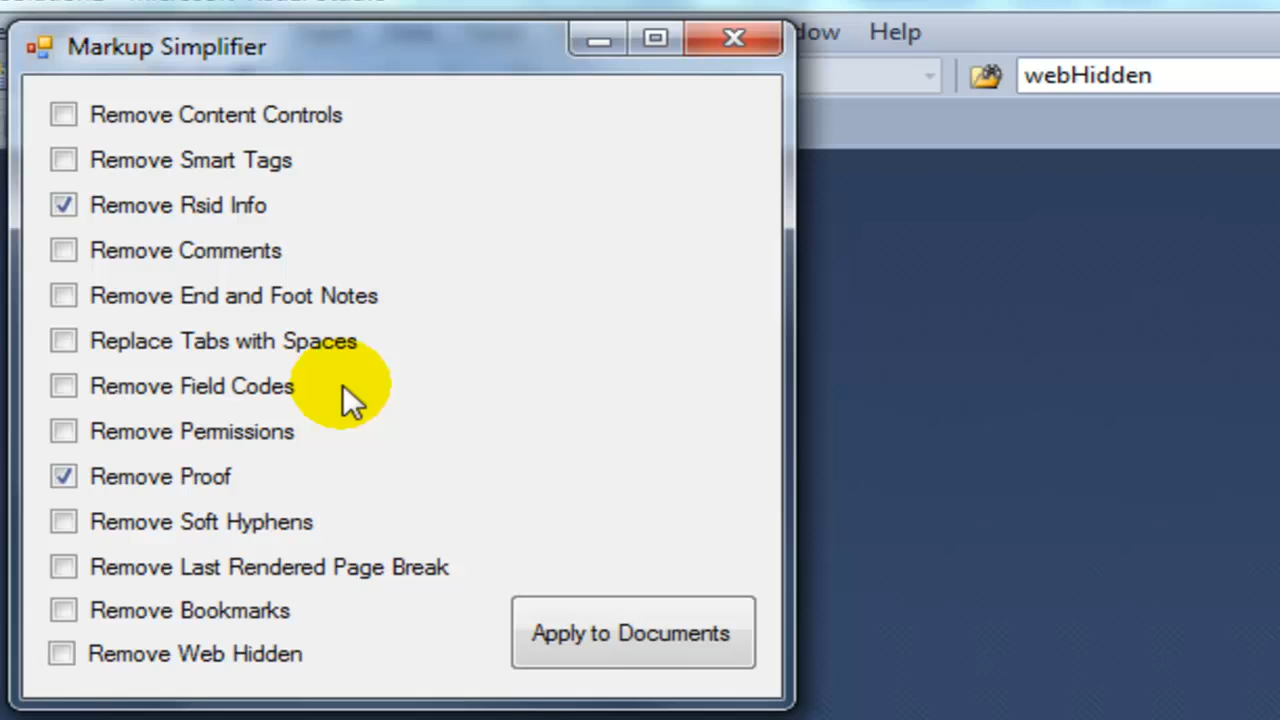 Markup Simplifier
Help
webHidden
Remove Content Controls
Remove Smart Tags
Remove Rsid Info
Remove Comments
Remove End and Foot Notes
Replace Tabs with Spaces
Remove Field Codes
Remove Permissions
Remove Proof
Remove Soft Hyphens
Remove Last Rendered Page Break
Remove Bookmarks
Remove Web Hidden
Apply to Documents